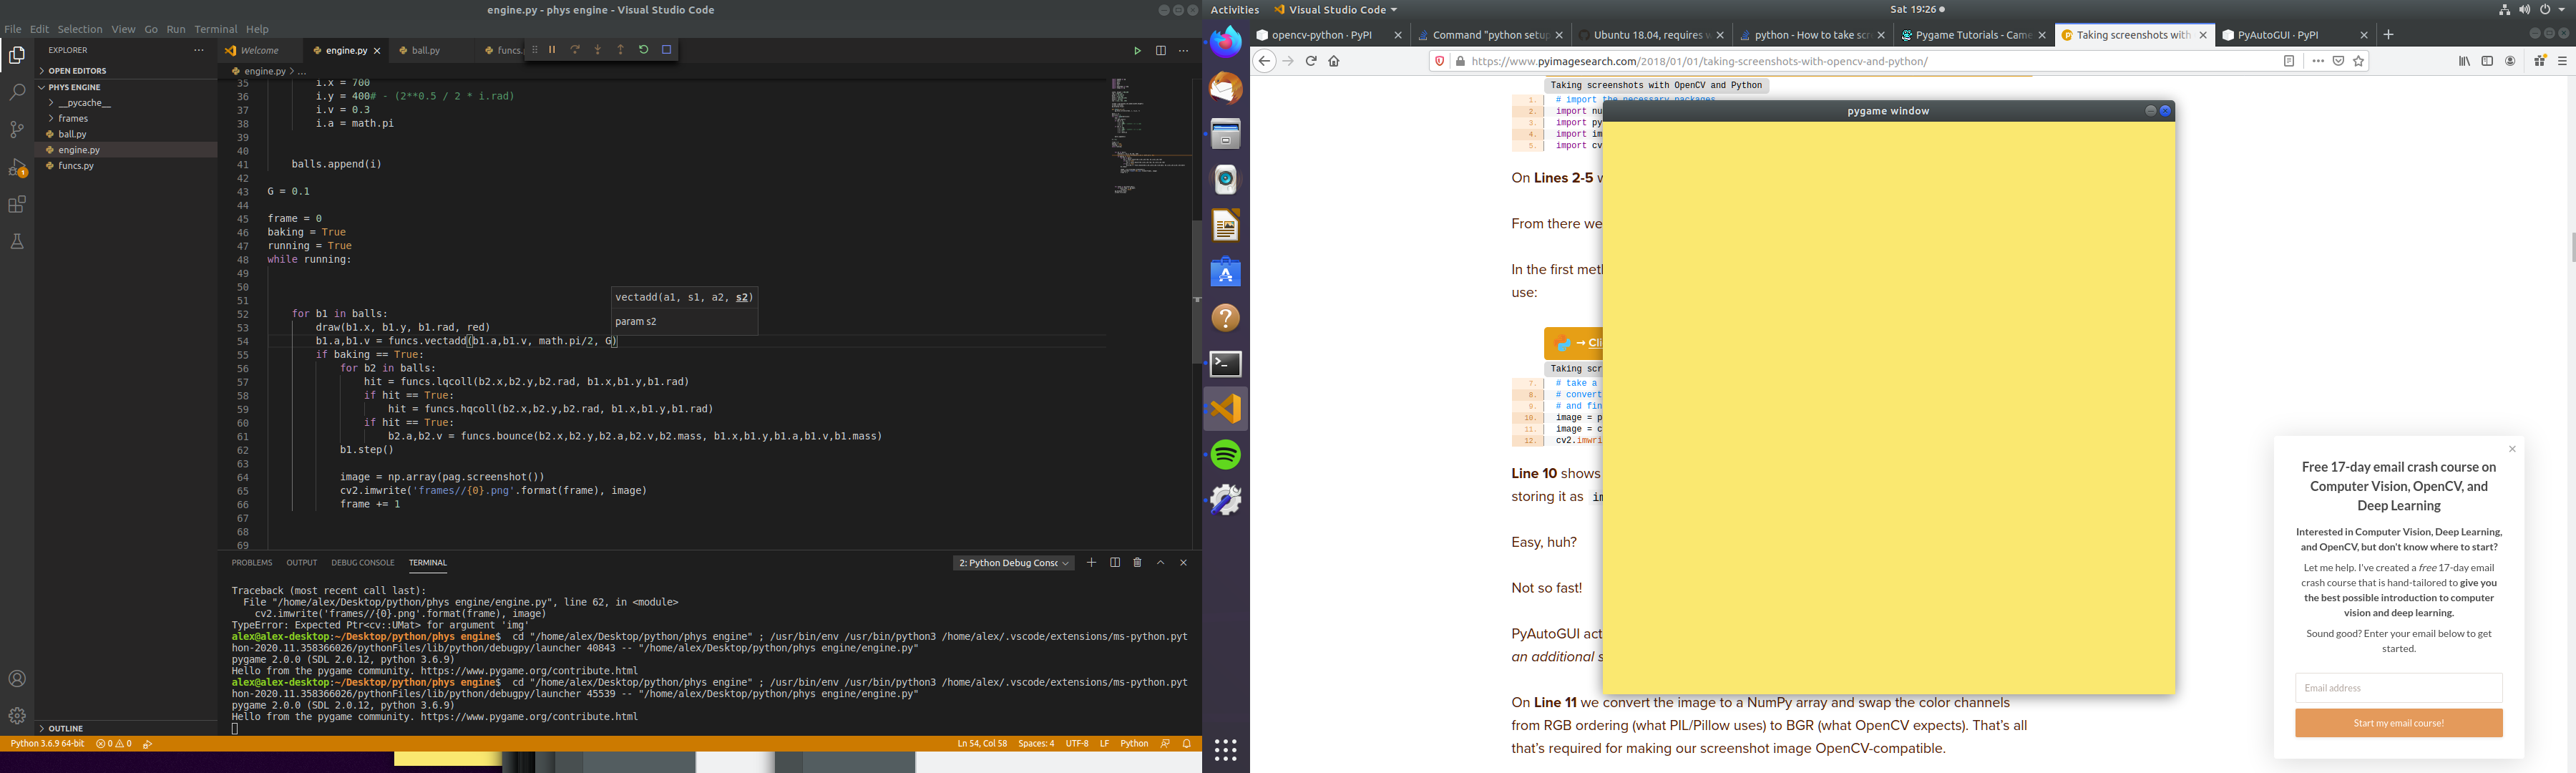 engine.py - phys engine - Visual Studio Code
File Edit Selection View Go Run Terminal Help
EXPLORER
OPEN EDITORS
PHYS ENGINE
__pycache__
frames
ball.py
engine.py
funcs.py
OUTLINE
Welcome
engine.py
ball.py
funcs.
engine.py > ...
35 i.x = 700
36 i.y = 400# - (2**0.5 / 2 * i.rad)
37 i.v = 0.3
38 i.a = math.pi
39
40
41 balls.append(i)
42
43 G = 0.1
44
45 frame = 0
46 baking = True
47 running = True
48 while running:
49
50
51
52 for b1 in balls:
53 draw(b1.x, b1.y, b1.rad, red)
54 b1.a,b1.v = funcs.vectadd(b1.a,b1.v, math.pi/2, G)
55 if baking == True:
56 for b2 in balls:
57 hit = funcs.lqcoll(b2.x,b2.y,b2.rad, b1.x,b1.y,b1.rad)
58 if hit == True:
59 hit = funcs.hqcoll(b2.x,b2.y,b2.rad, b1.x,b1.y,b1.rad)
60 if hit == True:
61 b2.a,b2.v = funcs.bounce(b2.x,b2.y,b2.a,b2.v,b2.mass, b1.x,b1.y,b1.a,b1.v,b1.mass)
62 b1.step()
63
64 image = np.array(pag.screenshot())
65 cv2.imwrite('frames//{0}.png'.format(frame), image)
66 frame += 1
67
68
69
vectadd(a1, s1, a2, s2)
param s2
PROBLEMS OUTPUT DEBUG CONSOLE TERMINAL
2: Python Debug Consc
Traceback (most recent call last):
File "/home/alex/Desktop/python/phys engine/engine.py", line 62, in <module>
cv2.imwrite('frames//{0}.png'.format(frame), image)
TypeError: Expected Ptr<cv::UMat> for argument 'img'
alex@alex-desktop:~/Desktop/python/phys engine$ cd "/home/alex/Desktop/python/phys engine" ; /usr/bin/env /usr/bin/python3 /home/alex/.vscode/extensions/ms-python.pyt
hon-2020.11.358366026/pythonFiles/lib/python/debugpy/launcher 40843 -- "/home/alex/Desktop/python/phys engine/engine.py"
pygame 2.0.0 (SDL 2.0.12, python 3.6.9)
Hello from the pygame community. https://www.pygame.org/contribute.html
alex@alex-desktop:~/Desktop/python/phys engine$ cd "/home/alex/Desktop/python/phys engine" ; /usr/bin/env /usr/bin/python3 /home/alex/.vscode/extensions/ms-python.pyt
hon-2020.11.358366026/pythonFiles/lib/python/debugpy/launcher 45539 -- "/home/alex/Desktop/python/phys engine/engine.py"
pygame 2.0.0 (SDL 2.0.12, python 3.6.9)
Hello from the pygame community. https://www.pygame.org/contribute.html
Python 3.6.9 64-bit 0 0 Ln 54, Col 58 Spaces: 4 UTF-8 LF Python
Activities Visual Studio Code Sat 19:26
opencv-python · PyPI
Command "python setup
Ubuntu 18.04, requires
python - How to take scr
Pygame Tutorials - Came
Taking screenshots with
PyAutoGUI · PyPI
https://www.pyimagesearch.com/2018/01/01/taking-screenshots-with-opencv-and-python/
Taking screenshots with OpenCV and Python
1. # import the necessary packages
2. import nu
3. import py
4. import im
5. import cv
pygame window
On Lines 2-5 w
From there we
In the first meth
use:
→ Cli
Taking scr
7. # take a
8. # convert
9. # and fin
10. image = p
11. image = c
12. cv2.imwri
Line 10 shows
storing it as im
Easy, huh?
Not so fast!
PyAutoGUI act
an additional s
On Line 11 we convert the image to a NumPy array and swap the color channels
from RGB ordering (what PIL/Pillow uses) to BGR (what OpenCV expects). That's all
that's required for making our screenshot image OpenCV-compatible.
Free 17-day email crash course on
Computer Vision, OpenCV, and
Deep Learning
Interested in Computer Vision, Deep Learning,
and OpenCV, but don't know where to start?
Let me help. I've created a free 17-day email
crash course that is hand-tailored to give you
the best possible introduction to computer
vision and deep learning.
Sound good? Enter your email below to get
started.
Email address
Start my email course!